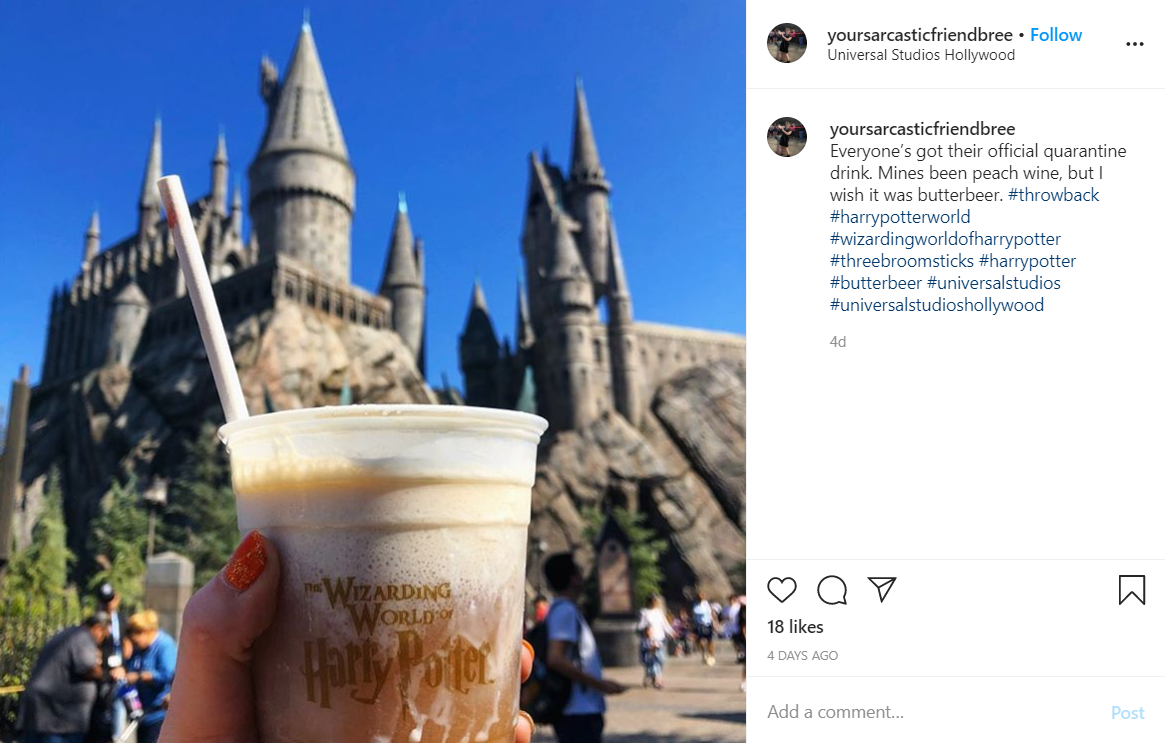 yoursarcasticfriendbree • Follow
Universal Studios Hollywood
yoursarcasticfriendbree
Everyone’s got their official quarantine
drink. Mines been peach wine, but I
wish it was butterbeer. #throwback
#harrypotterworld
#wizardingworldofharrypotter
#threebroomsticks #harrypotter
#butterbeer #universalstudios
#universalstudioshollywood
4d
18 likes
4 DAYS AGO
Add a comment... Post
THE WIZARDING
WORLD OF
Harry Potter